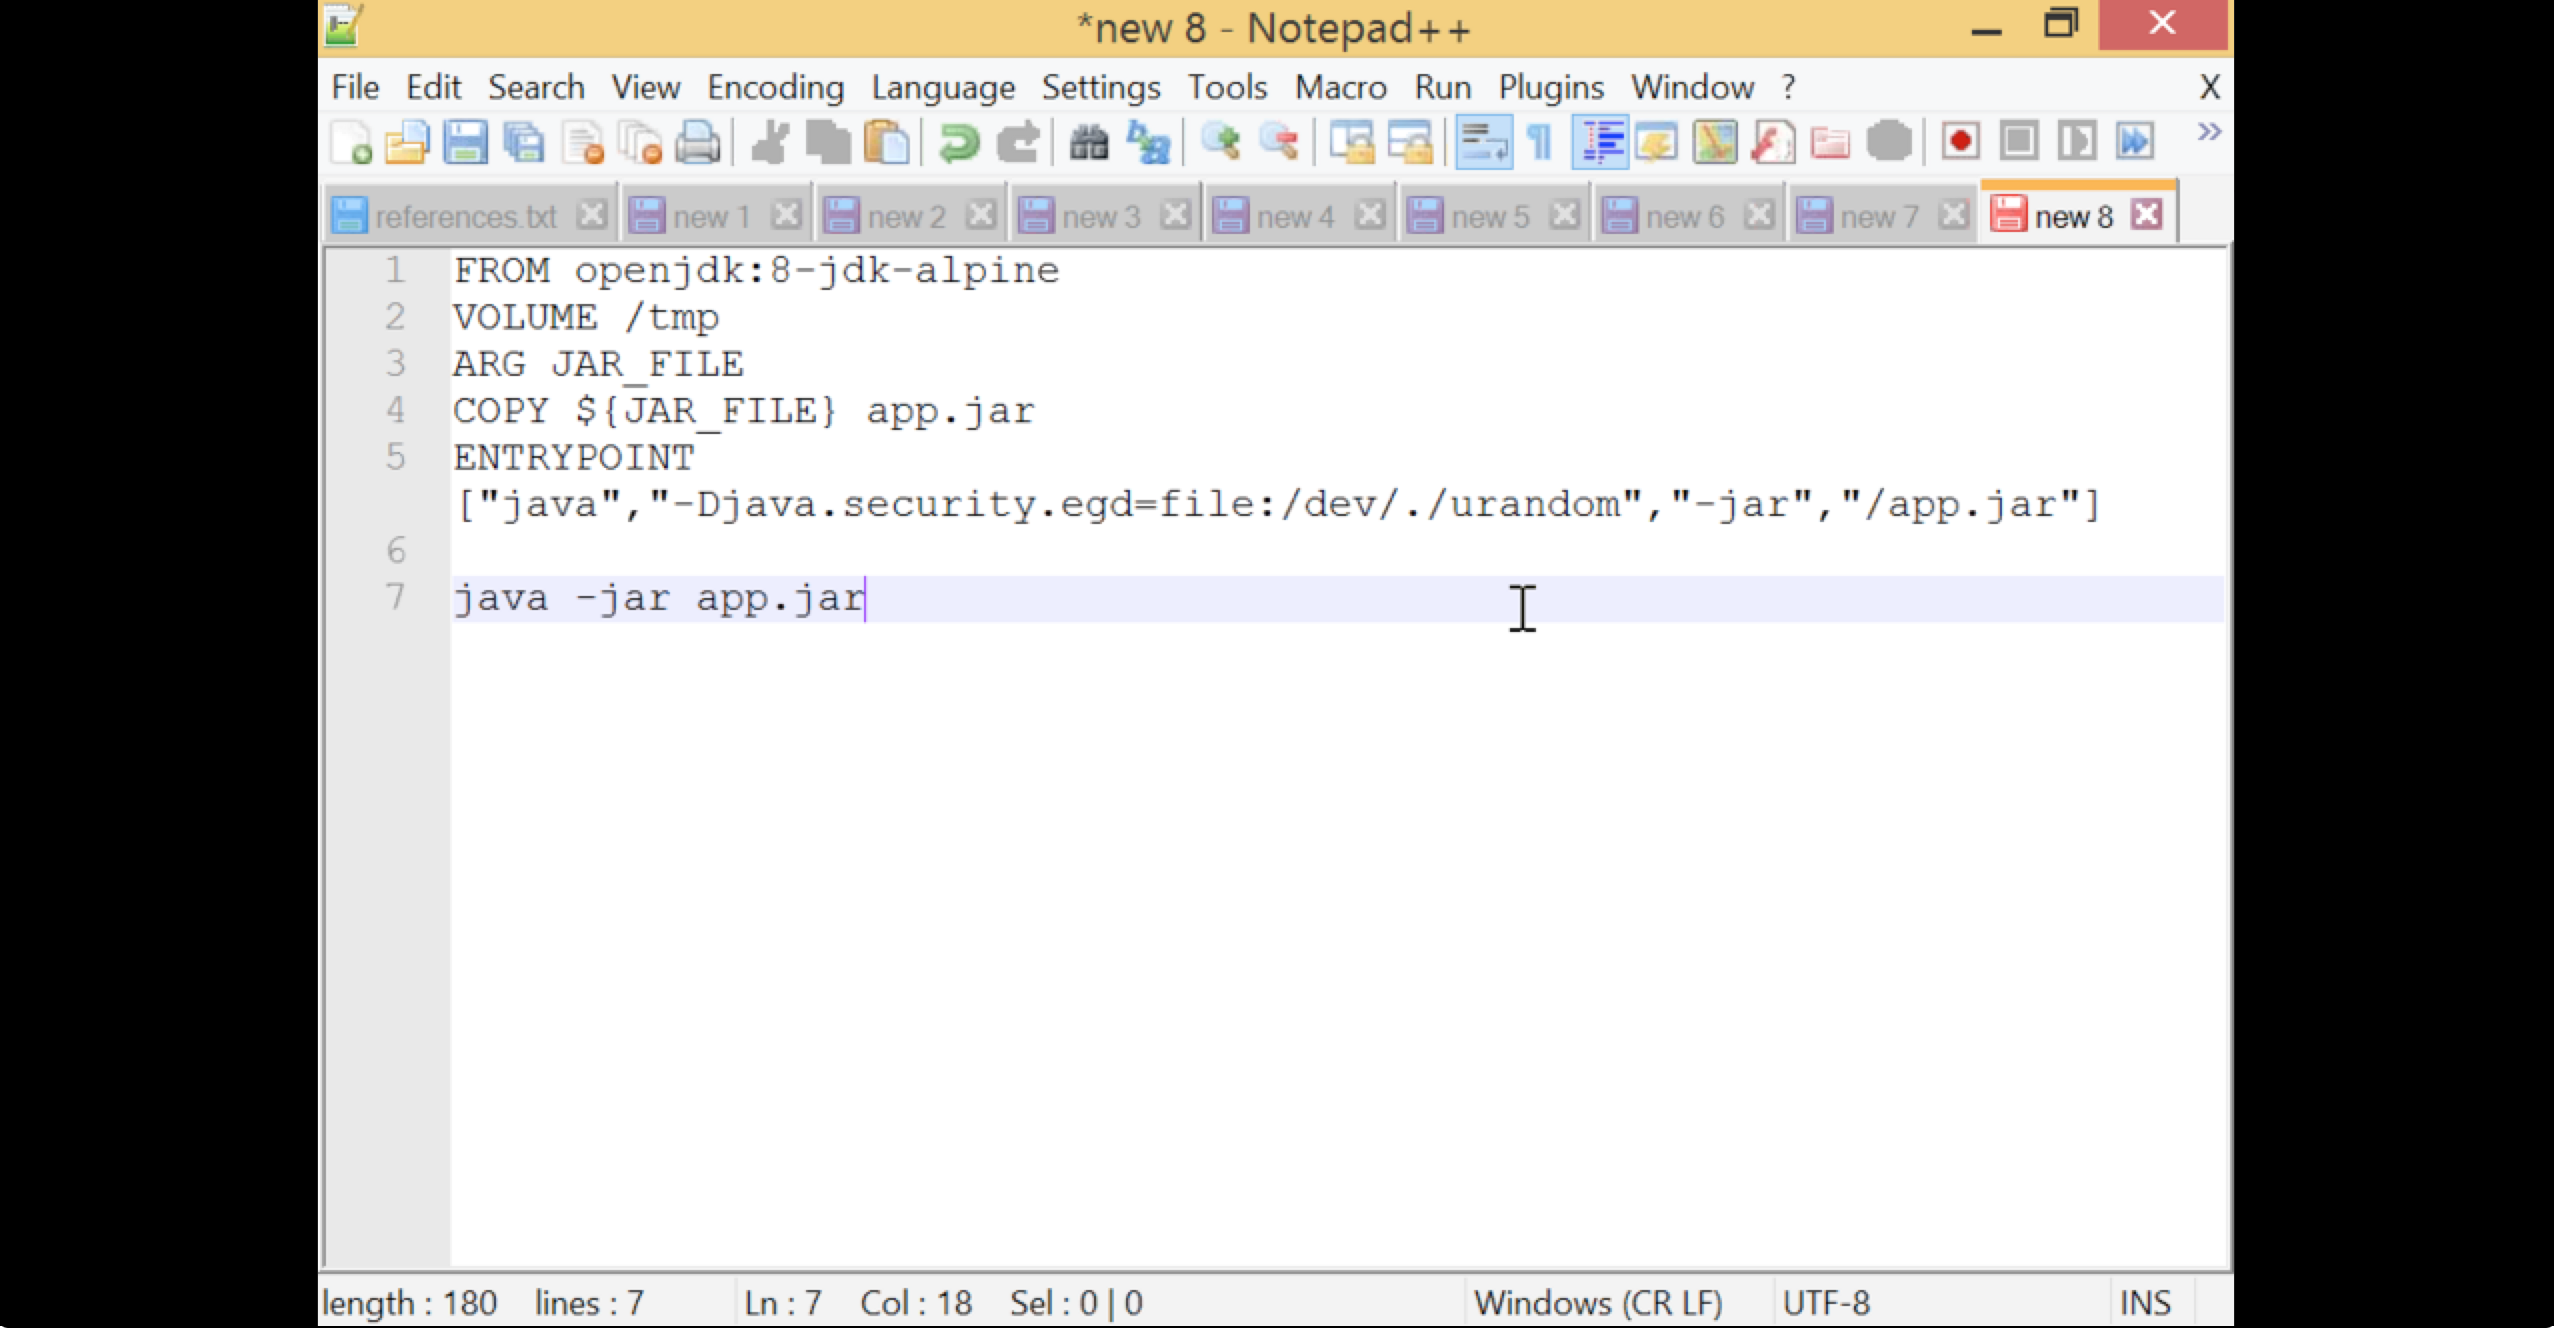 *new 8 - Notepad++
File Edit Search View Encoding Language Settings Tools Macro Run Plugins Window ? X
references.txt new 1 new 2 new 3 new 4 new 5 new 6 new 7 new 8
1 FROM openjdk:8-jdk-alpine
2 VOLUME /tmp
3 ARG JAR_FILE
4 COPY ${JAR_FILE} app.jar
5 ENTRYPOINT
["java","-Djava.security.egd=file:/dev/./urandom","-jar","/app.jar"]
6
7 java -jar app.jar
length : 180 lines : 7 Ln : 7 Col : 18 Sel : 0 | 0 Windows (CR LF) UTF-8 INS